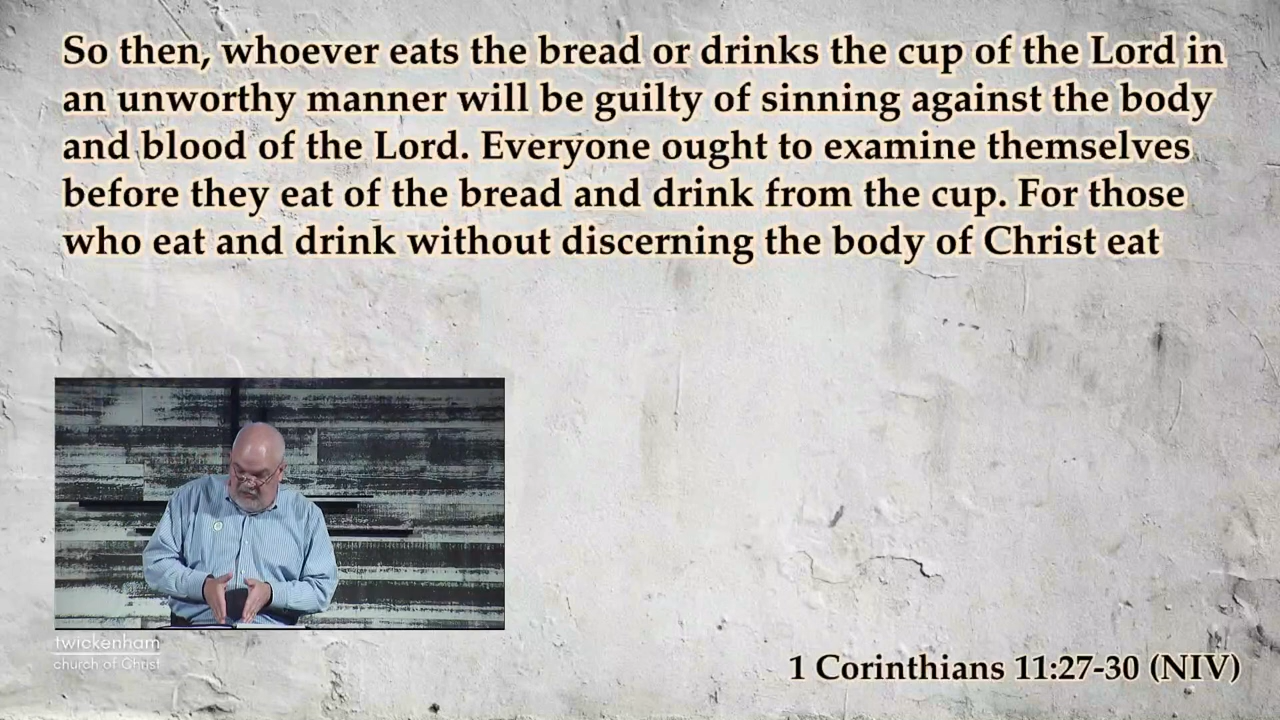 So then, whoever eats the bread or drinks the cup of the Lord in
an unworthy manner will be guilty of sinning against the body
and blood of the Lord. Everyone ought to examine themselves
before they eat of the bread and drink from the cup. For those
who eat and drink without discerning the body of Christ eat
twickenham
church of Christ
1 Corinthians 11:27-30 (NIV)